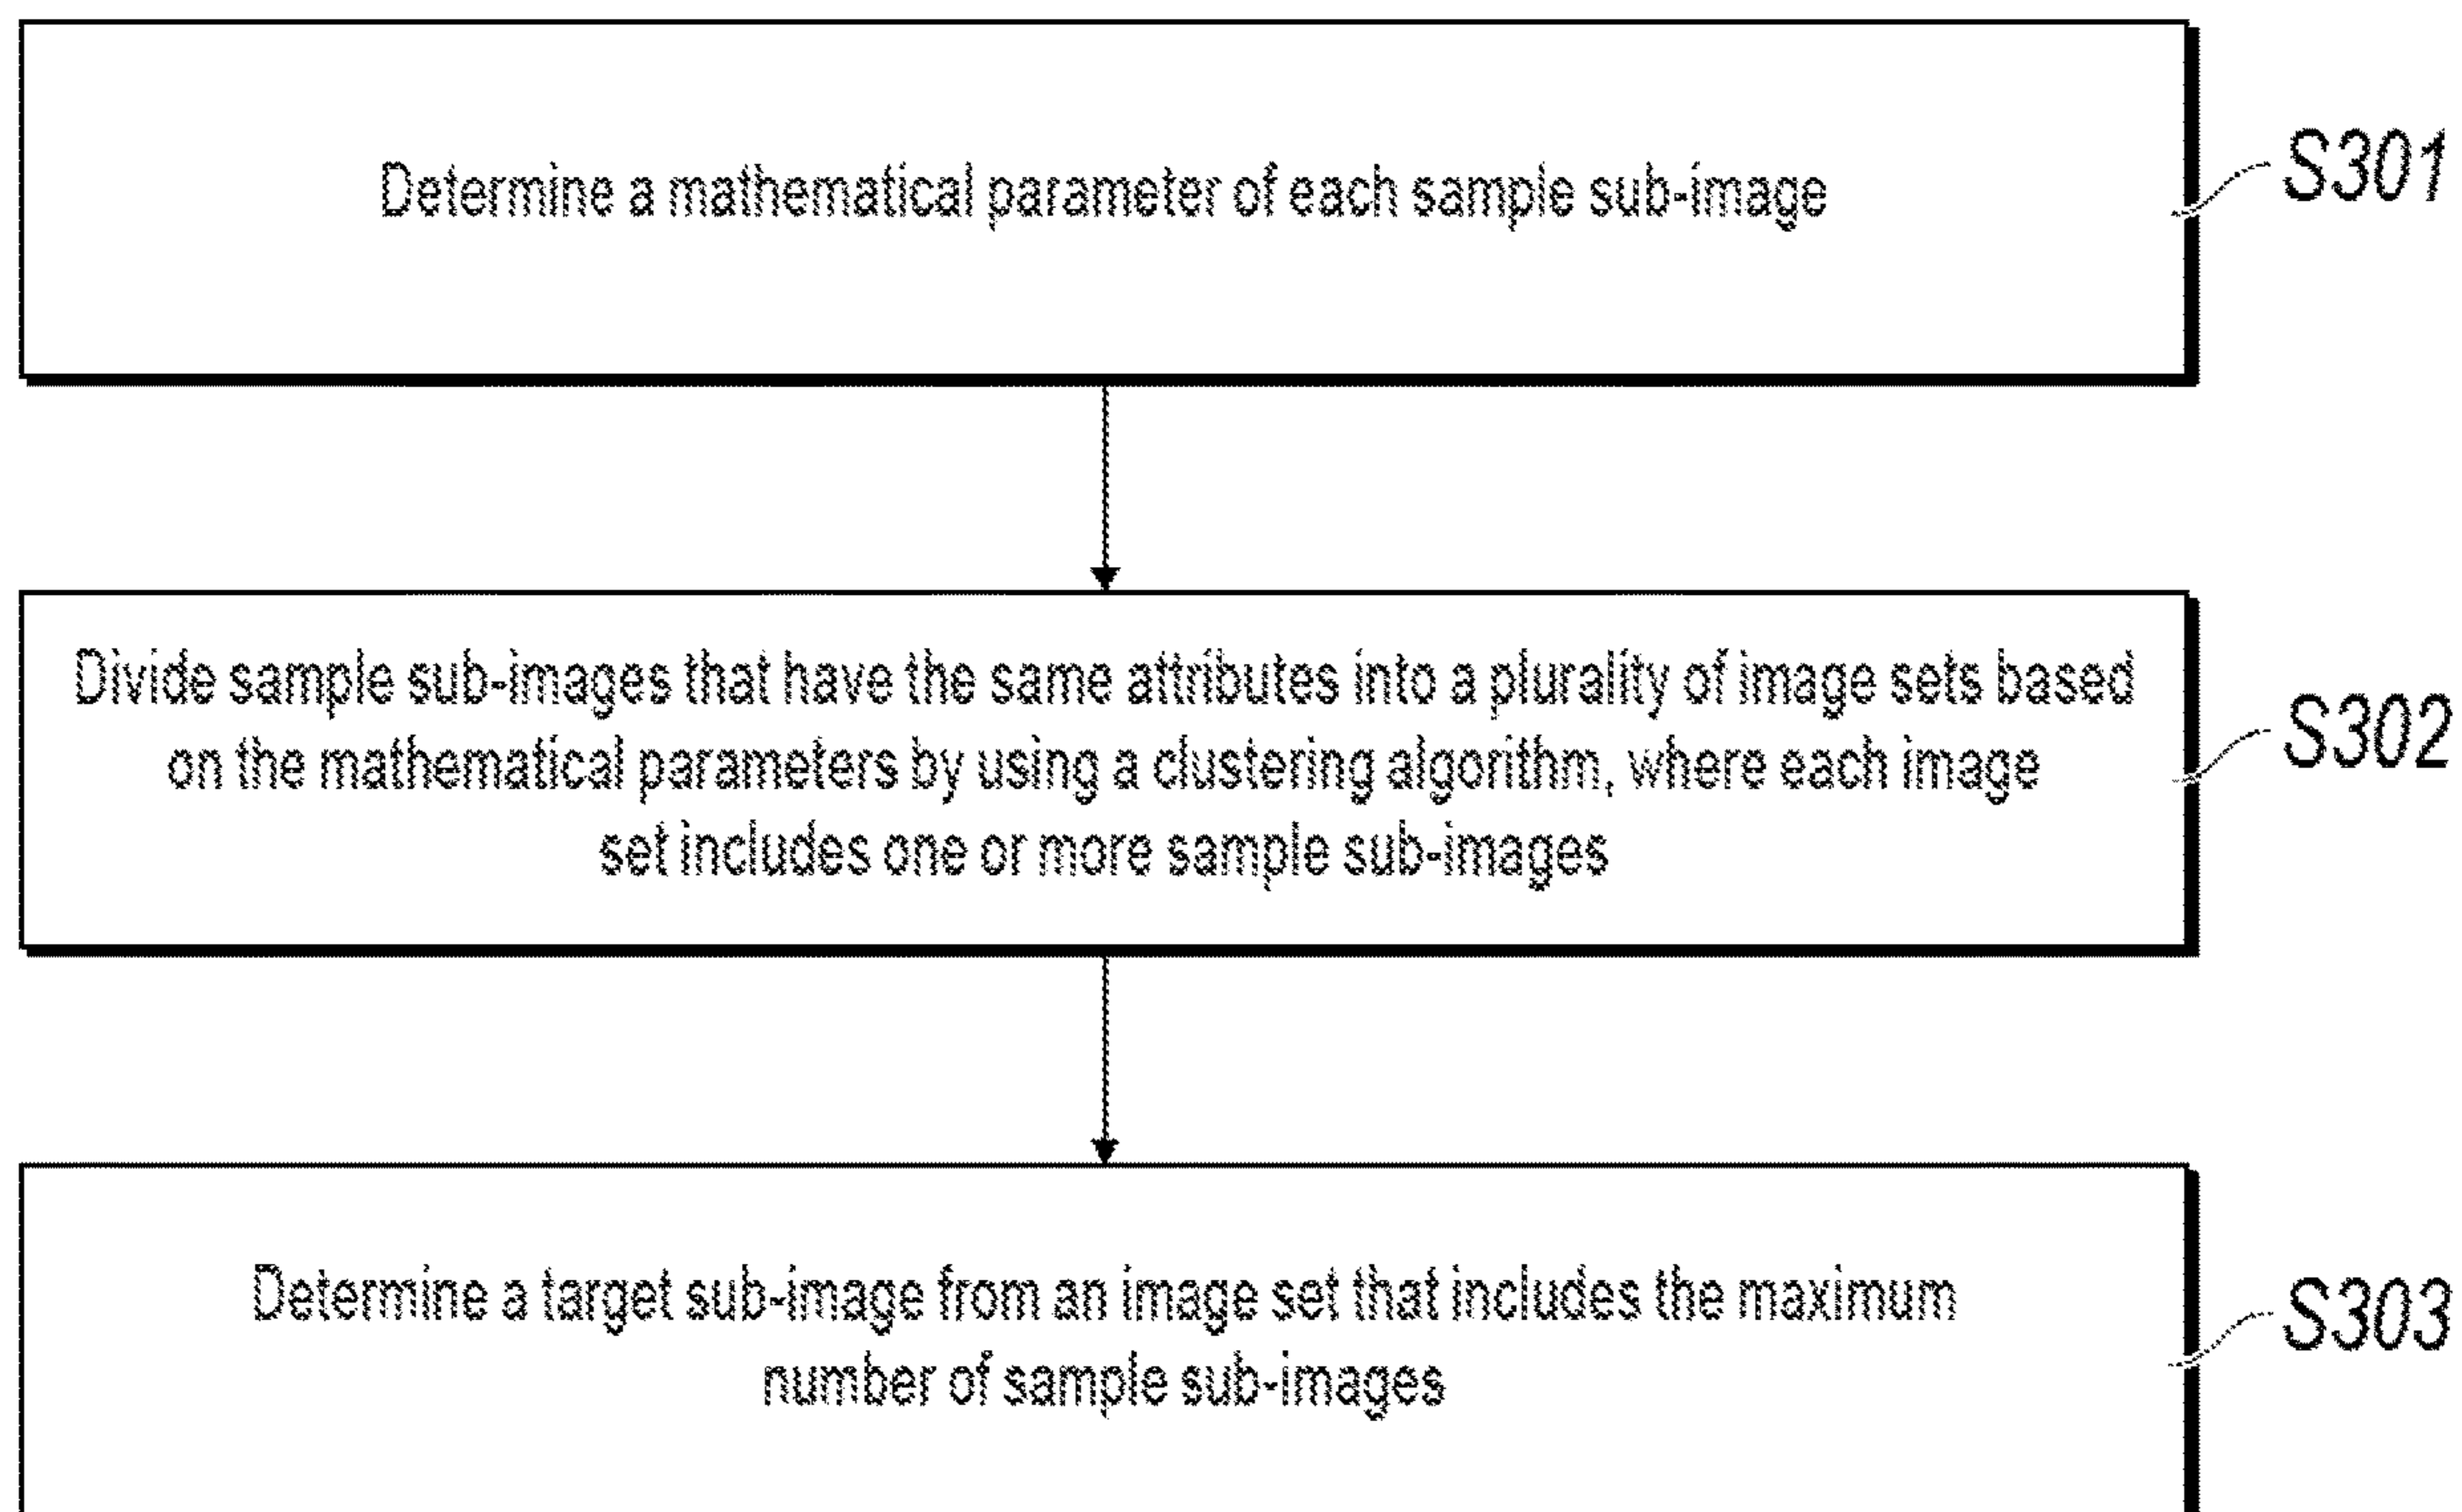 Determine a mathematical parameter of each sample sub-image
S301
Divide sample sub-images that have the same attributes into a plurality of image sets based
on the mathematical parameters by using a clustering algorithm, where each image
set includes one or more sample sub-images
S302
Determine a target sub-image from an image set that includes the maximum
number of sample sub-images
S303